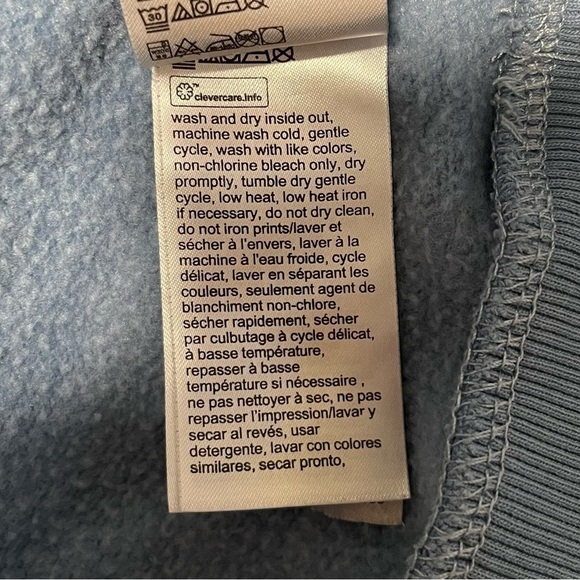 30
™
clevercare.info
wash and dry inside out,
machine wash cold, gentle
cycle, wash with like colors,
non-chlorine bleach only, dry
promptly, tumble dry gentle
cycle, low heat, low heat iron
if necessary, do not dry clean,
do not iron prints/laver et
sécher à l'envers, laver à la
machine à l'eau froide, cycle
délicat, laver en séparant les
couleurs, seulement agent de
blanchiment non-chlore,
sécher rapidement, sécher
par culbutage à cycle délicat,
à basse température,
repasser à basse
température si nécessaire ,
ne pas nettoyer à sec, ne pas
repasser l'impression/lavar y
secar al revés, usar
detergente, lavar con colores
similares, secar pronto,